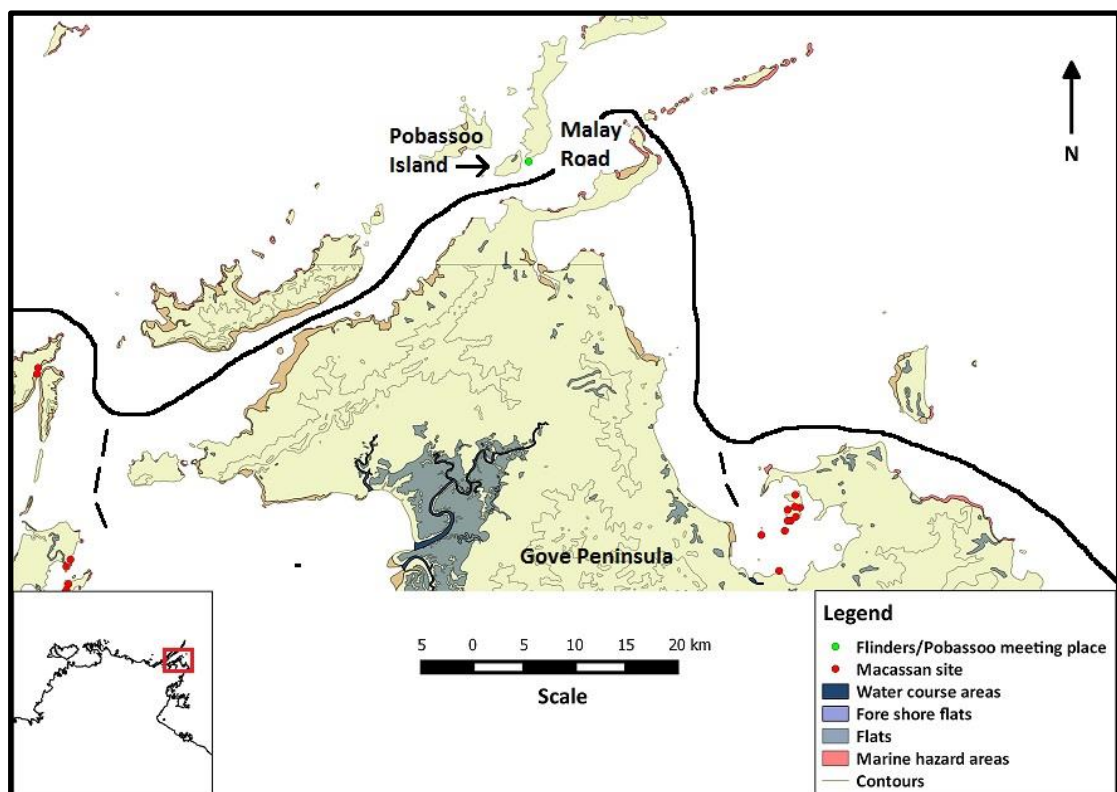 Pobassoo
Island
Malay
Road
N
Gove Peninsula
5 0 5 10 15 20 km
Scale
Legend
Flinders/Pobassoo meeting place
Macassan site
Water course areas
Fore shore flats
Flats
Marine hazard areas
Contours